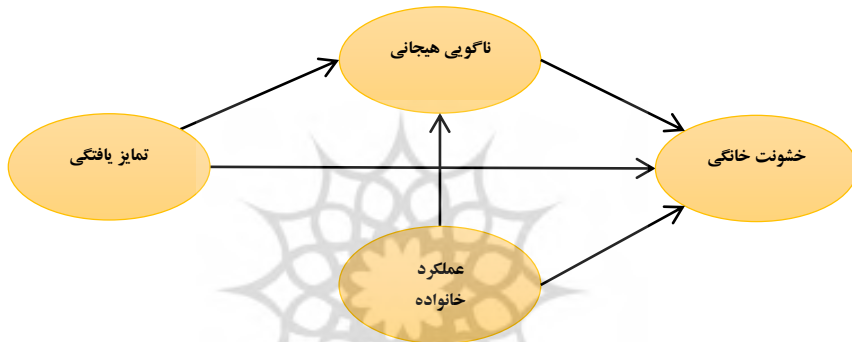 ناگویی هیجانی
تمایز یافتگی
خشونت خانگی
عملکرد
خانواده